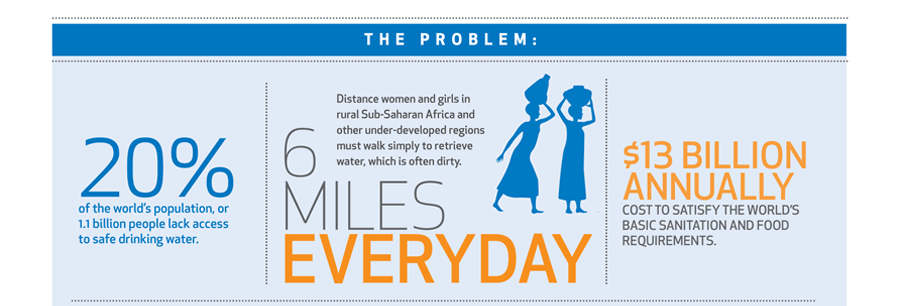 THE PROBLEM:
20%
of the world's population, or
1.1 billion people lack access
to safe drinking water.
Distance women and girls in
rural Sub-Saharan Africa and
other under-developed regions
must walk simply to retrieve
water, which is often dirty.
6
MILES
EVERYDAY
$13 BILLION
ANNUALLY
COST TO SATISFY THE WORLD'S
BASIC SANITATION AND FOOD
REQUIREMENTS.